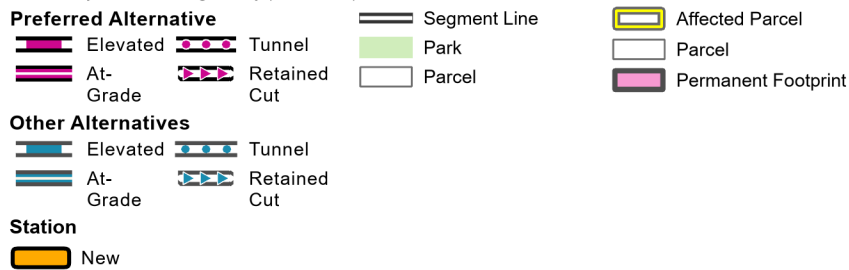 Preferred Alternative
Elevated
Tunnel
At-
Grade
Retained
Cut
Other Alternatives
Elevated
Tunnel
At-
Grade
Retained
Cut
Station
New
Segment Line
Park
Parcel
Affected Parcel
Parcel
Permanent Footprint